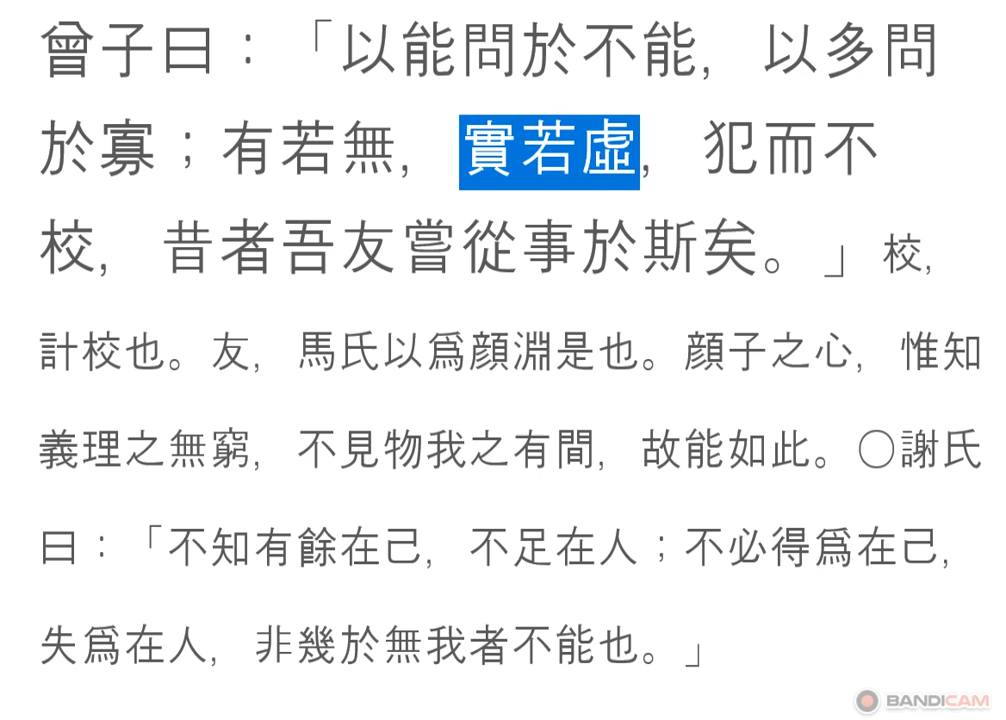 曾子曰：「以能問於不能，以多問
於寡；有若無，實若虛，犯而不
校，昔者吾友嘗從事於斯矣。」校，
計校也。友，馬氏以爲顏淵是也。顏子之心，惟知
義理之無窮，不見物我之有間，故能如此。○謝氏
曰：「不知有餘在己，不足在人；不必得爲在己，
失爲在人，非幾於無我者不能也。」
BANDICAM